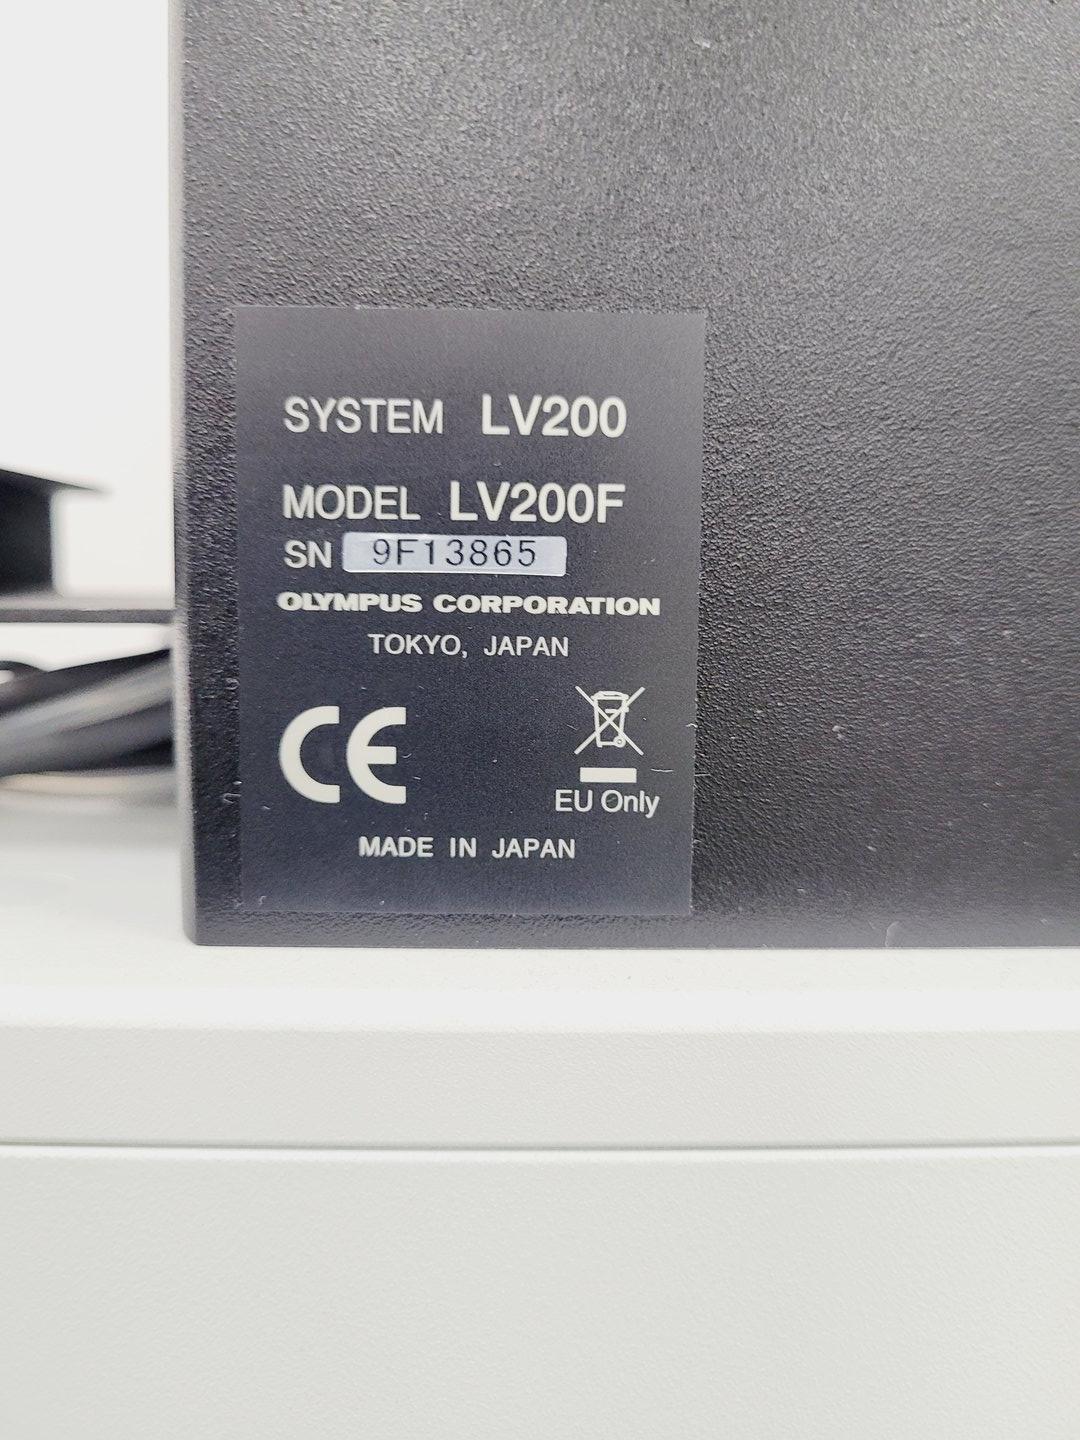 SYSTEM LV200
MODEL LV200F
SN 9F13865
OLYMPUS CORPORATION
TOKYO, JAPAN
CE
EU Only
MADE IN JAPAN